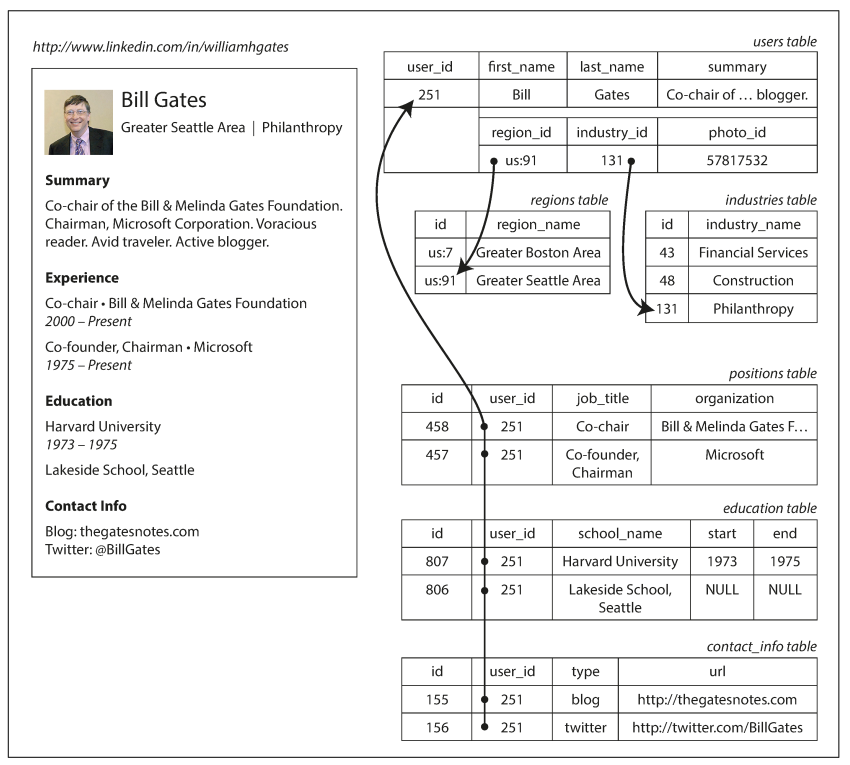 http://www.linkedin.com/in/williamhgates
Bill Gates
Greater Seattle Area | Philanthropy
Summary
Co-chair of the Bill & Melinda Gates Foundation.
Chairman, Microsoft Corporation. Voracious
reader. Avid traveler. Active blogger.
Experience
Co-chair • Bill & Melinda Gates Foundation
2000 – Present
Co-founder, Chairman • Microsoft
1975 – Present
Education
Harvard University
1973 – 1975
Lakeside School, Seattle
Contact Info
Blog: thegatesnotes.com
Twitter: @BillGates
users table
user_id first_name last_name summary
251 Bill Gates Co-chair of … blogger.
region_id industry_id photo_id
us:91 131 57817532
regions table
id region_name
us:7 Greater Boston Area
us:91 Greater Seattle Area
industries table
id industry_name
43 Financial Services
48 Construction
131 Philanthropy
positions table
id user_id job_title organization
458 251 Co-chair Bill & Melinda Gates F…
457 251 Co-founder, Microsoft
Chairman
education table
id user_id school_name start end
807 251 Harvard University 1973 1975
806 251 Lakeside School, NULL NULL
Seattle
contact_info table
id user_id type url
155 251 blog http://thegatesnotes.com
156 251 twitter http://twitter.com/BillGates